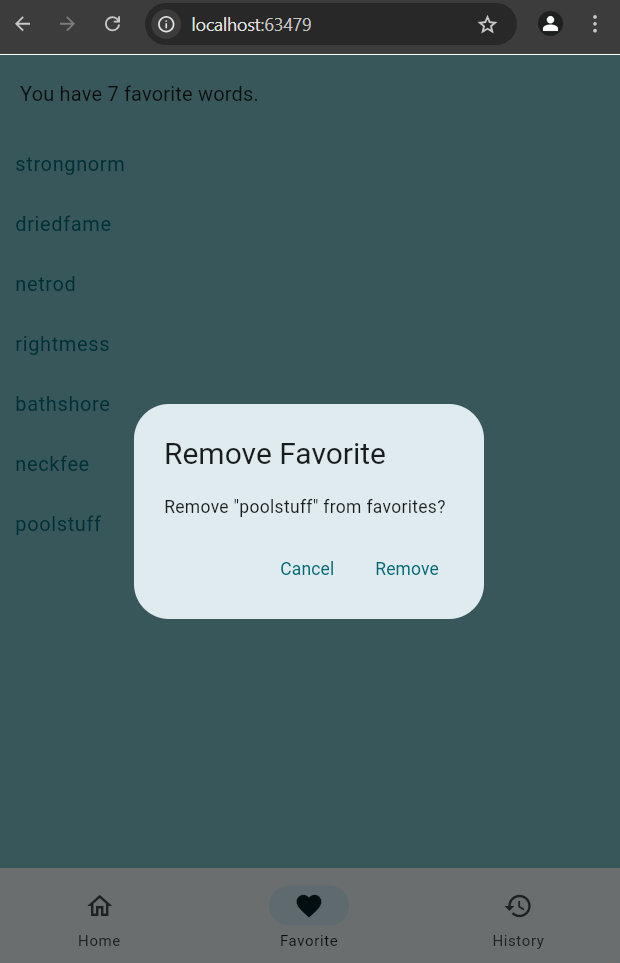 localhost:63479
You have 7 favorite words.
strongnorm
driedfame
netrod
rightmess
bathshore
neckfee
poolstuff
Remove Favorite
Remove "poolstuff" from favorites?
Cancel Remove
Home Favorite History